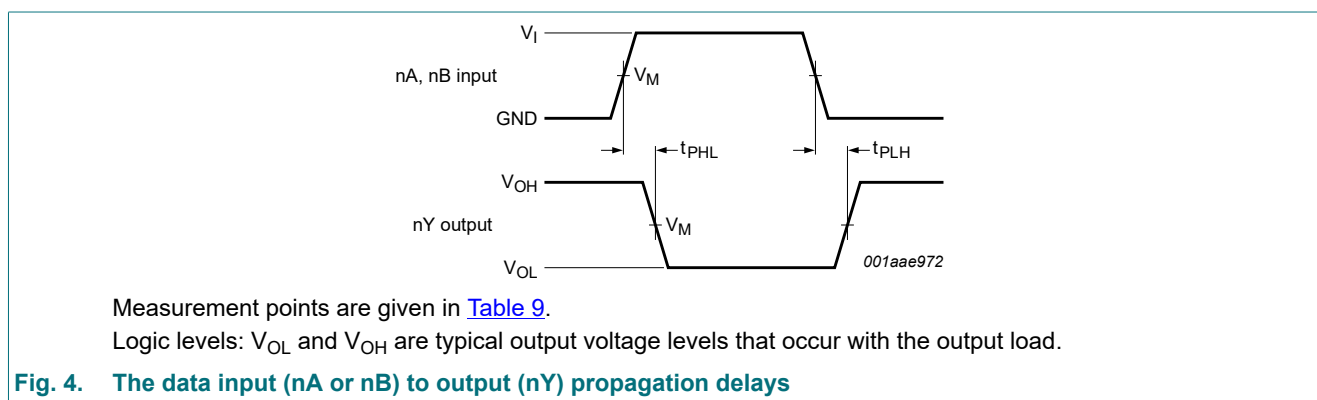 V_I
nA, nB input
V_M
GND
t_PHL
t_PLH
V_OH
nY output
V_M
V_OL
001aae972
Measurement points are given in Table 9.
Logic levels: V_OL and V_OH are typical output voltage levels that occur with the output load.
Fig. 4. The data input (nA or nB) to output (nY) propagation delays